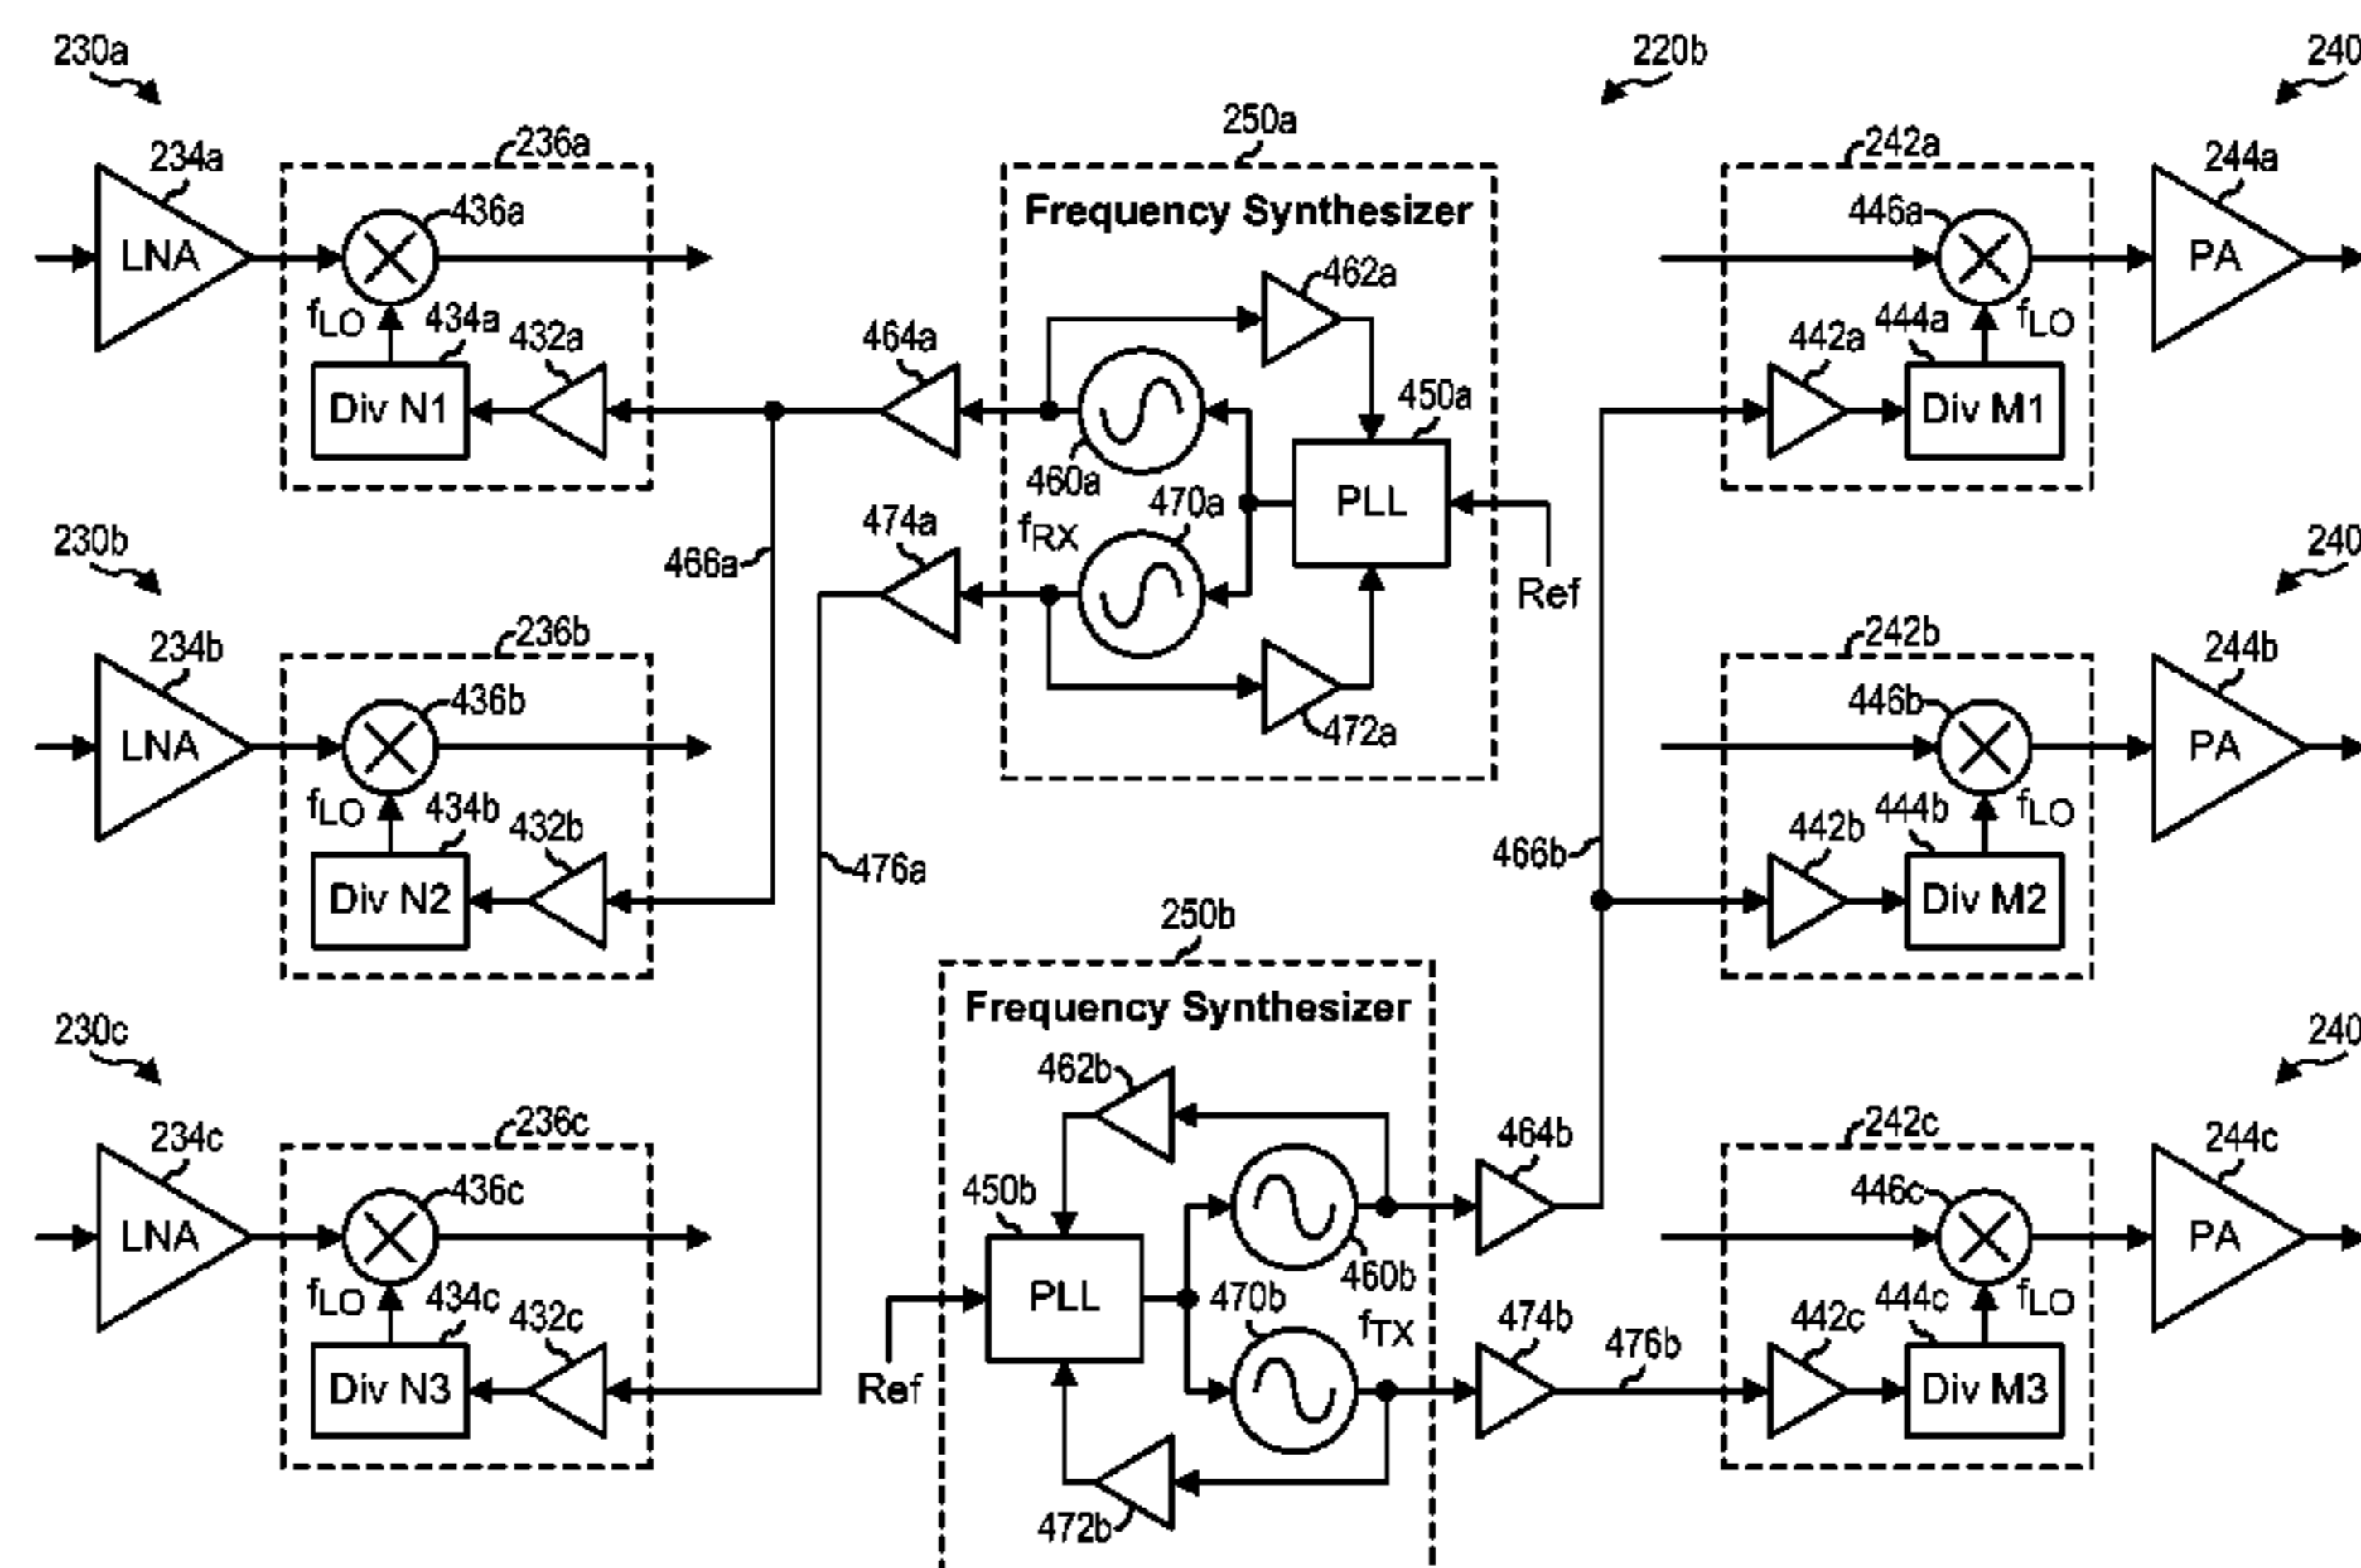 230a
220b
240
250a
234a
236a
242a
244a
Frequency Synthesizer
436a
446a
LNA
462a
PA
fLO
434a
432a
464a
442a
444a
fLO
450a
Div N1
460a
PLL
Div M1
470a
474a
fRX
230b
466a
Ref
240
234b
236b
242b
244b
436b
472a
446b
LNA
PA
fLO
434b
432b
442b
444b
fLO
476a
466b
Div N2
250b
Div M2
Frequency Synthesizer
230c
240
462b
234c
236c
464b
242c
244c
436c
450b
446c
LNA
PA
460b
fLO
434c
432c
PLL
470b
fTX
474b
476b
442c
444c
fLO
Div N3
Ref
Div M3
472b